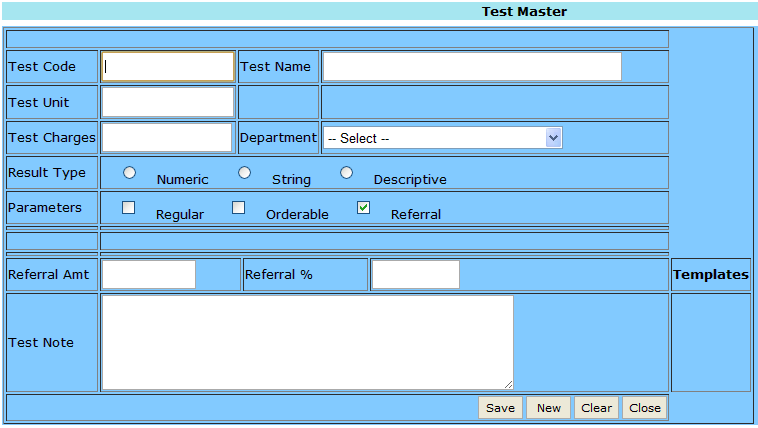 Test Master
Test Code Test Name
Test Unit
Test Charges Department -- Select --
Result Type Numeric String Descriptive
Parameters Regular Orderable Referral
Referral Amt Referral % Templates
Test Note
Save New Clear Close